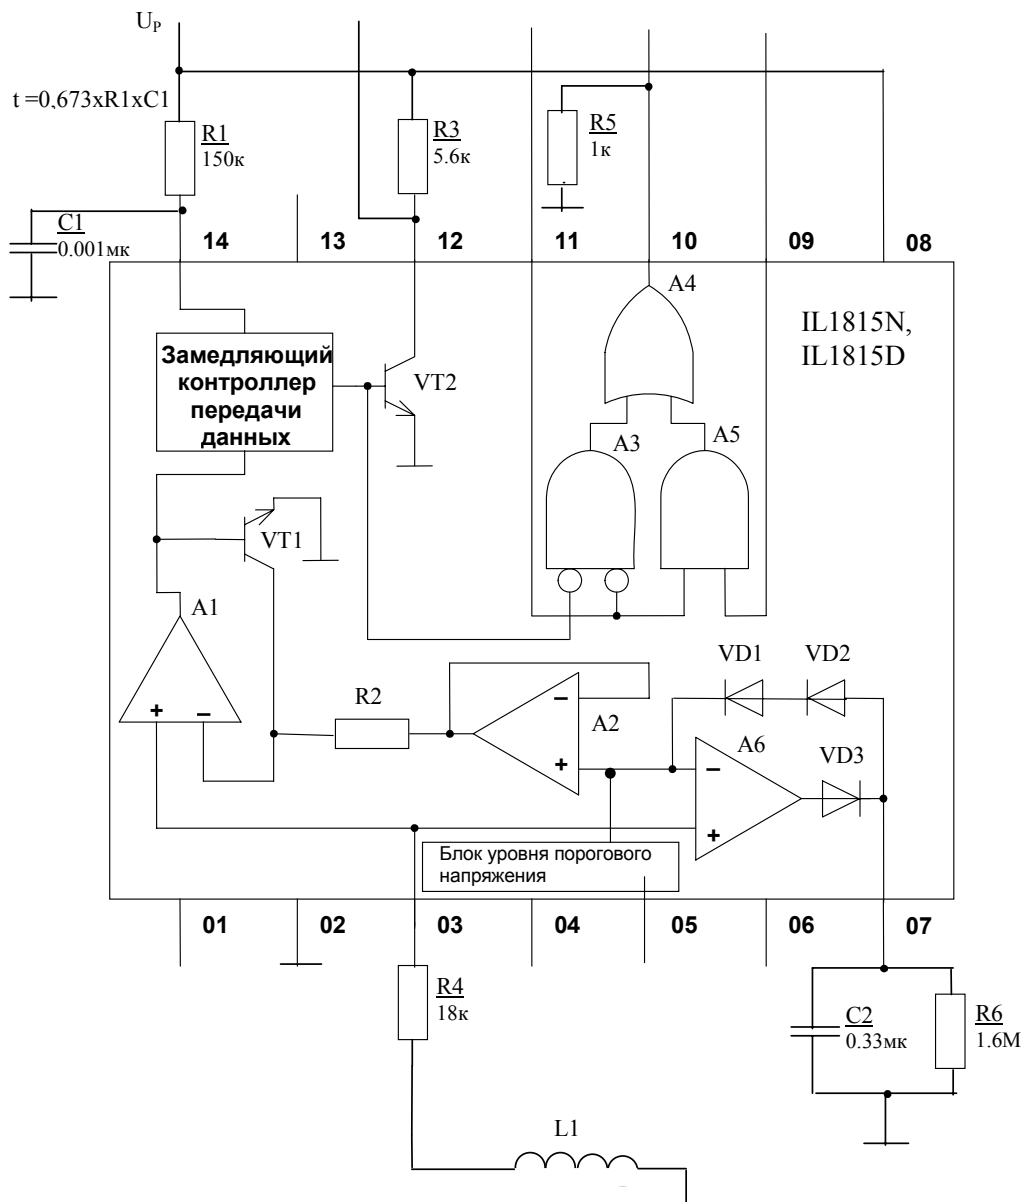 U_P
t =0,673xR1xC1
R1
150к
R3
5.6к
R5
1к
C1
0.001мк
14
13
12
11
10
09
08
A4
IL1815N,
IL1815D
Замедляющий
контроллер
передачи
данных
VT2
A3
A5
VT1
A1
VD1
VD2
R2
–
A2
A6
VD3
+
–
+
–
+
Блок уровня порогового
напряжения
01
02
03
04
05
06
07
R4
18к
C2
0.33мк
R6
1.6М
L1